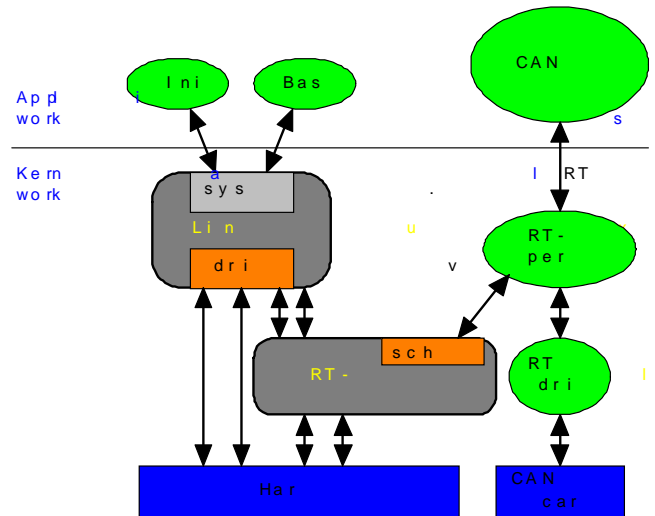 CAN
Ini
Bas
App i
work
s
Kern
work
a
sys
l RT
.
Lin u
RT-
per
dri
v
sch
RT
dri l
RT-
Har
CAN
car